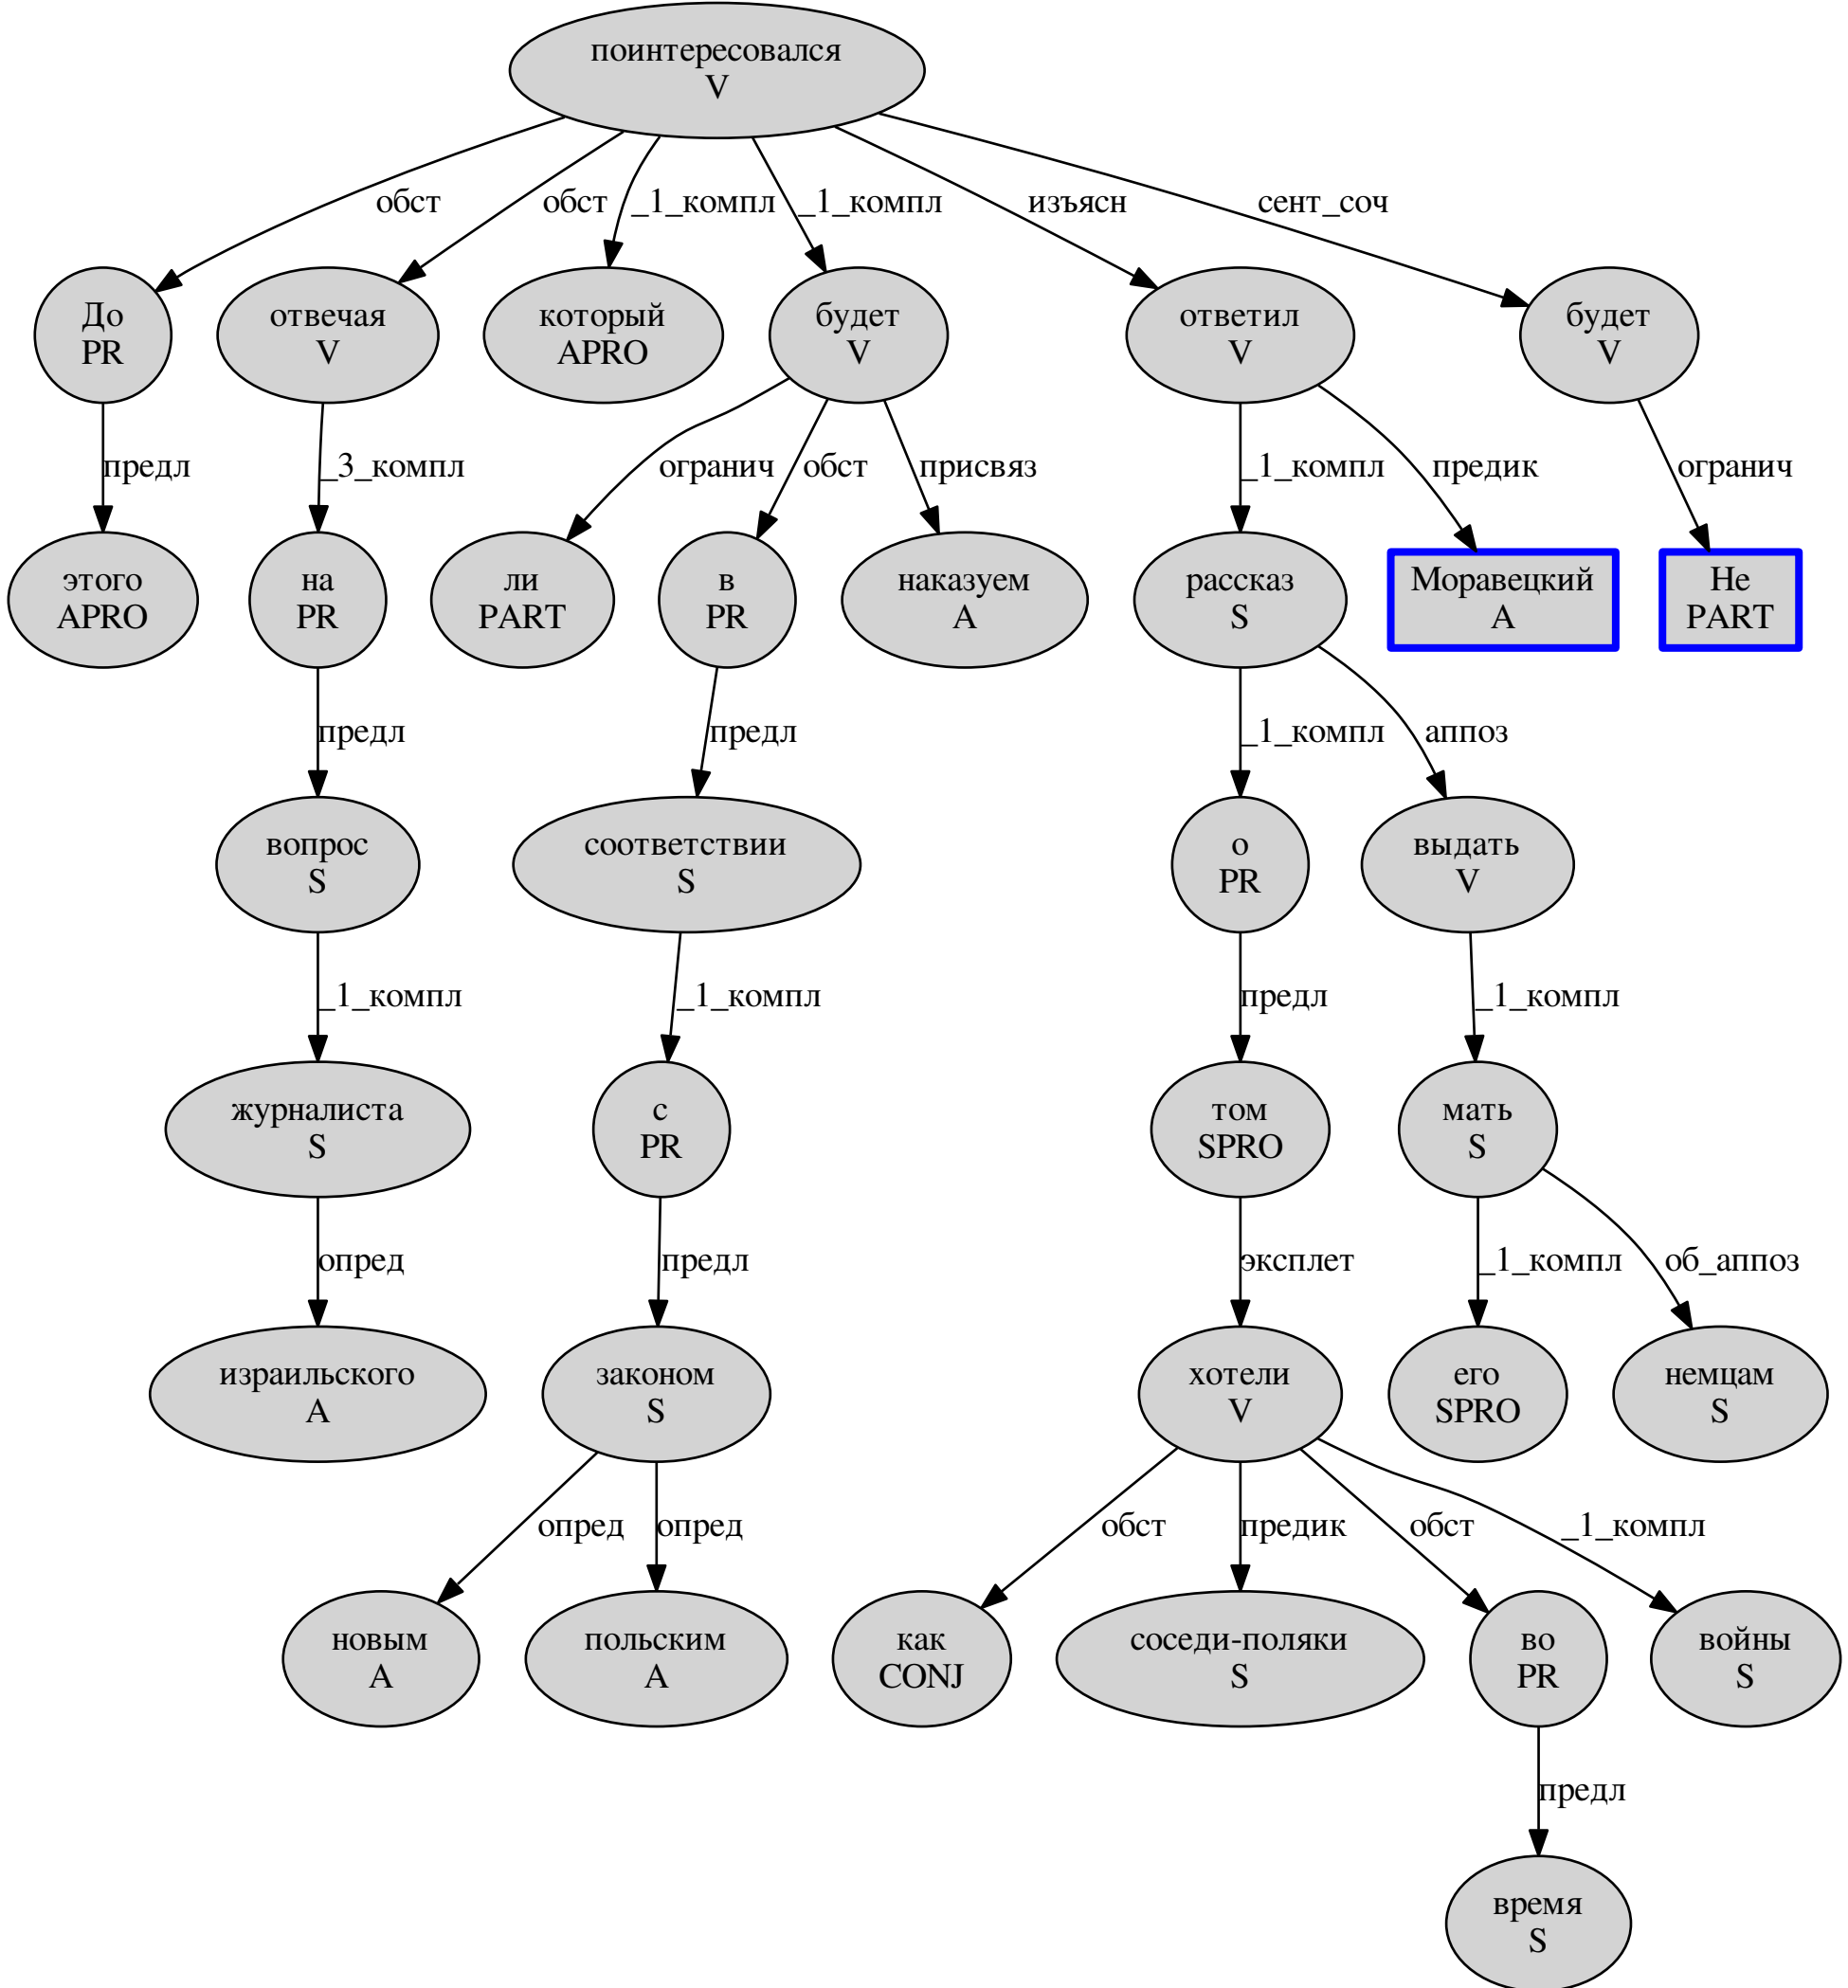 поинтересовался
V
обст
обст
_1_компл
_1_компл
изъясн
сент_соч
До
PR
отвечая
V
который
APRO
будет
V
ответил
V
будет
V
предл
_3_компл
огранич
обст
присвяз
_1_компл
предик
огранич
этого
APRO
на
PR
ли
PART
в
PR
наказуем
A
рассказ
S
Моравецкий
A
Не
PART
предл
предл
_1_компл
аппоз
вопрос
S
соответствии
S
о
PR
выдать
V
_1_компл
_1_компл
предл
_1_компл
журналиста
S
с
PR
том
SPRO
мать
S
опред
предл
эксплет
_1_компл
об_аппоз
израильского
A
законом
S
хотели
V
его
SPRO
немцам
S
опред
опред
обст
предик
обст
_1_компл
новым
A
польским
A
как
CONJ
соседи-поляки
S
во
PR
войны
S
предл
время
S